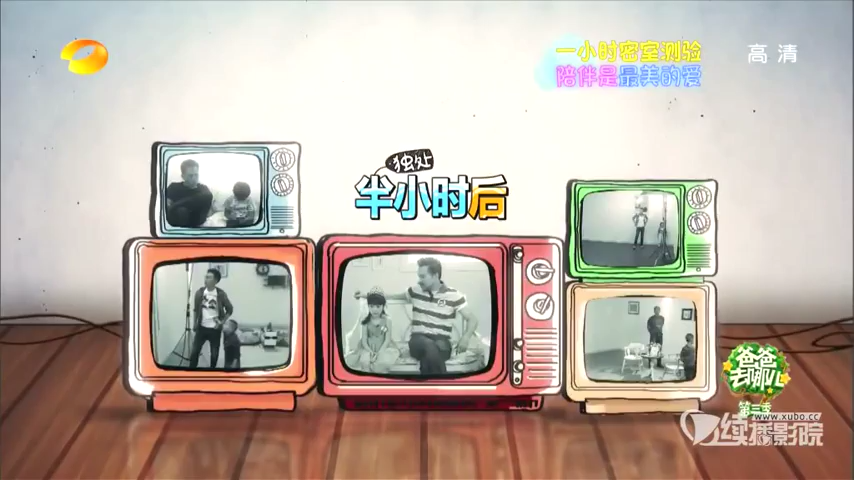 一小时密室测验
陪伴是最美的爱
高清
独处
半小时后
爸爸
去哪儿
第三季
www.xubo.cc
续播影院